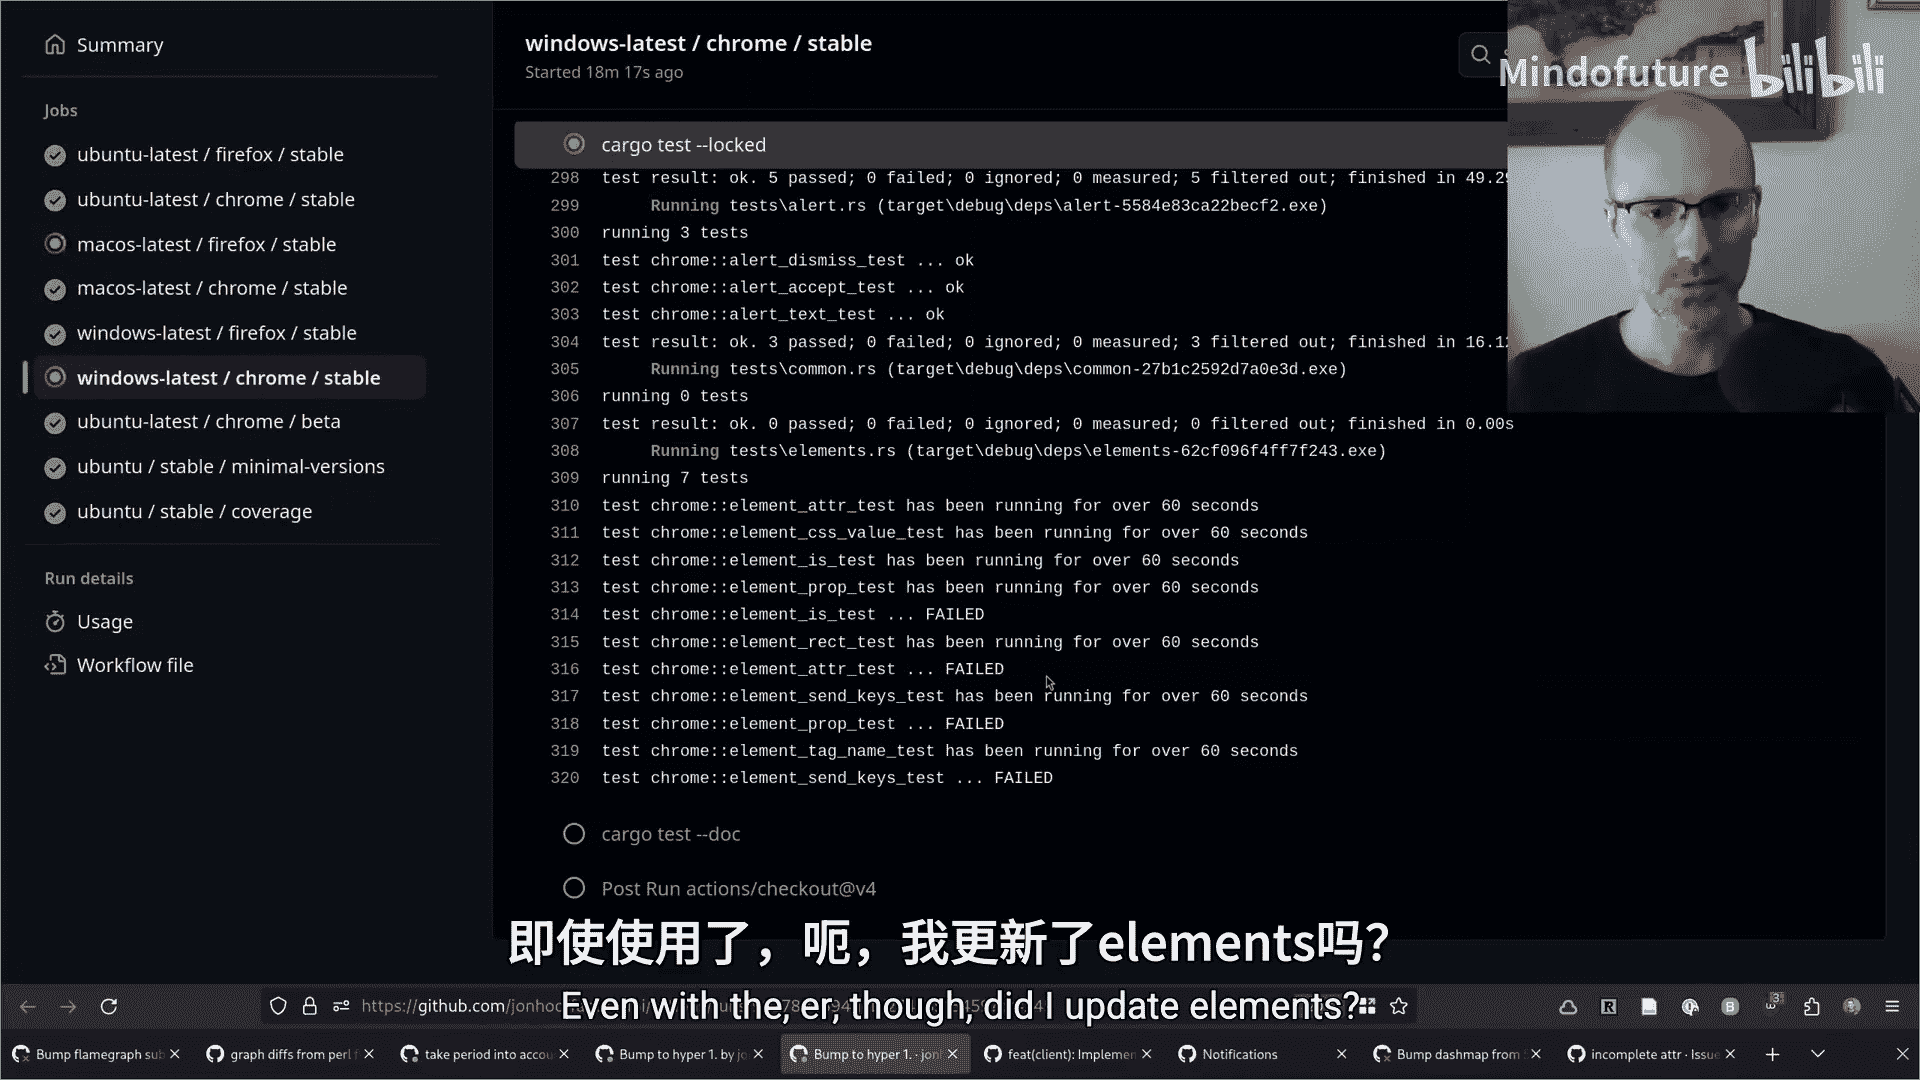 Summary
Jobs
ubuntu-latest / firefox / stable
ubuntu-latest / chrome / stable
macos-latest / firefox / stable
macos-latest / chrome / stable
windows-latest / firefox / stable
windows-latest / chrome / stable
ubuntu-latest / chrome / beta
ubuntu / stable / minimal-versions
ubuntu / stable / coverage
Run details
Usage
Workflow file
windows-latest / chrome / stable
Started 18m 17s ago
Mindofuture bilibili
cargo test --locked
298 test result: ok. 5 passed; 0 failed; 0 ignored; 0 measured; 5 filtered out; finished in 49.29
299 Running tests\alert.rs (target\debug\deps\alert-5584e83ca22becf2.exe)
300 running 3 tests
301 test chrome::alert_dismiss_test ... ok
302 test chrome::alert_accept_test ... ok
303 test chrome::alert_text_test ... ok
304 test result: ok. 3 passed; 0 failed; 0 ignored; 0 measured; 3 filtered out; finished in 16.12
305 Running tests\common.rs (target\debug\deps\common-27b1c2592d7a0e3d.exe)
306 running 0 tests
307 test result: ok. 0 passed; 0 failed; 0 ignored; 0 measured; 0 filtered out; finished in 0.00s
308 Running tests\elements.rs (target\debug\deps\elements-62cf096f4ff7f243.exe)
309 running 7 tests
310 test chrome::element_attr_test has been running for over 60 seconds
311 test chrome::element_css_value_test has been running for over 60 seconds
312 test chrome::element_is_test has been running for over 60 seconds
313 test chrome::element_prop_test has been running for over 60 seconds
314 test chrome::element_is_test ... FAILED
315 test chrome::element_rect_test has been running for over 60 seconds
316 test chrome::element_attr_test ... FAILED
317 test chrome::element_send_keys_test has been running for over 60 seconds
318 test chrome::element_prop_test ... FAILED
319 test chrome::element_tag_name_test has been running for over 60 seconds
320 test chrome::element_send_keys_test ... FAILED
cargo test --doc
Post Run actions/checkout@v4
即使使用了，呃，我更新了elements吗？
https://github.com/jonhoo
Even with the, er, though, did I update elements?
Bump flamegraph sub
graph diffs from perl
take period into accou
Bump to hyper 1. by jo
Bump to hyper 1. · jon
feat(client): Implemen
Notifications
Bump dashmap from
incomplete attr · Issue